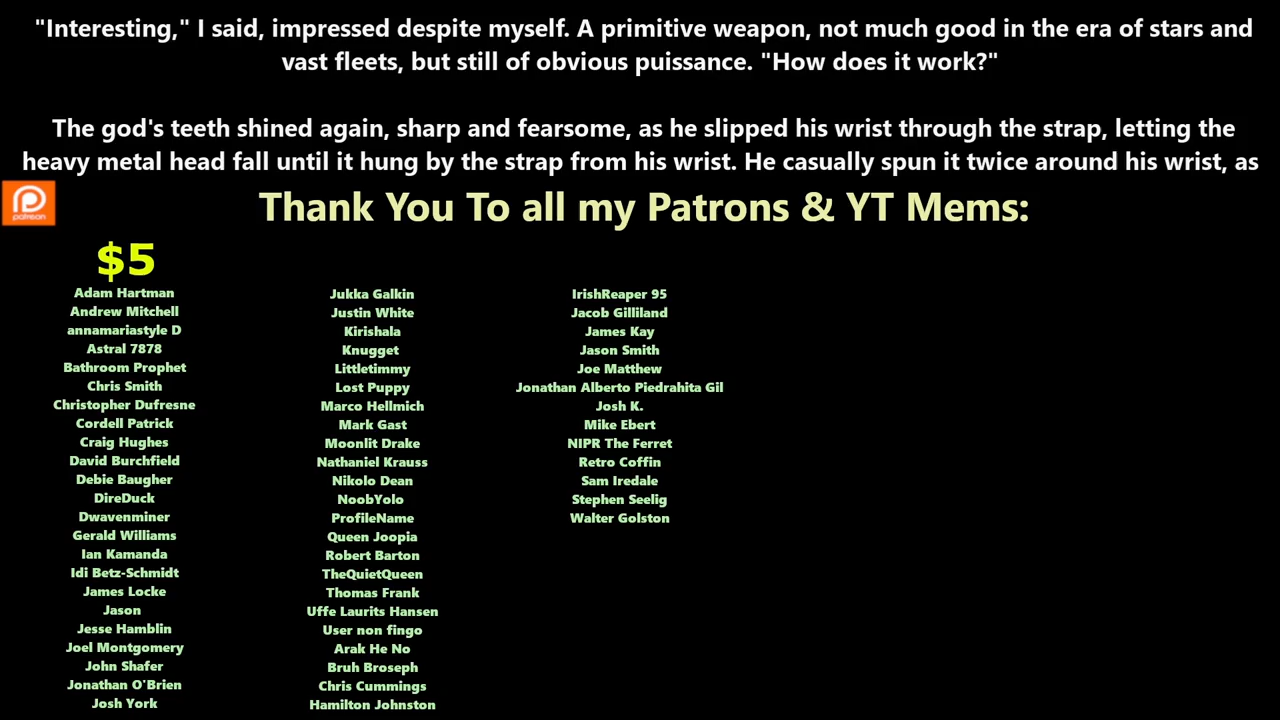 "Interesting," I said, impressed despite myself. A primitive weapon, not much good in the era of stars and
vast fleets, but still of obvious puissance. "How does it work?"
The god's teeth shined again, sharp and fearsome, as he slipped his wrist through the strap, letting the
heavy metal head fall until it hung by the strap from his wrist. He casually spun it twice around his wrist, as
patreon
Thank You To all my Patrons & YT Mems:
$5
Adam Hartman
Andrew Mitchell
annamariastyle D
Astral 7878
Bathroom Prophet
Chris Smith
Christopher Dufresne
Cordell Patrick
Craig Hughes
David Burchfield
Debie Baugher
DireDuck
Dwavenminer
Gerald Williams
Ian Kamanda
Idi Betz-Schmidt
James Locke
Jason
Jesse Hamblin
Joel Montgomery
John Shafer
Jonathan O'Brien
Josh York
Jukka Galkin
Justin White
Kirishala
Knugget
Littletimmy
Lost Puppy
Marco Hellmich
Mark Gast
Moonlit Drake
Nathaniel Krauss
Nikolo Dean
NoobYolo
ProfileName
Queen Joopia
Robert Barton
TheQuietQueen
Thomas Frank
Uffe Laurits Hansen
User non fingo
Arak He No
Bruh Broseph
Chris Cummings
Hamilton Johnston
IrishReaper 95
Jacob Gilliland
James Kay
Jason Smith
Joe Matthew
Jonathan Alberto Piedrahita Gil
Josh K.
Mike Ebert
NIPR The Ferret
Retro Coffin
Sam Iredale
Stephen Seelig
Walter Golston